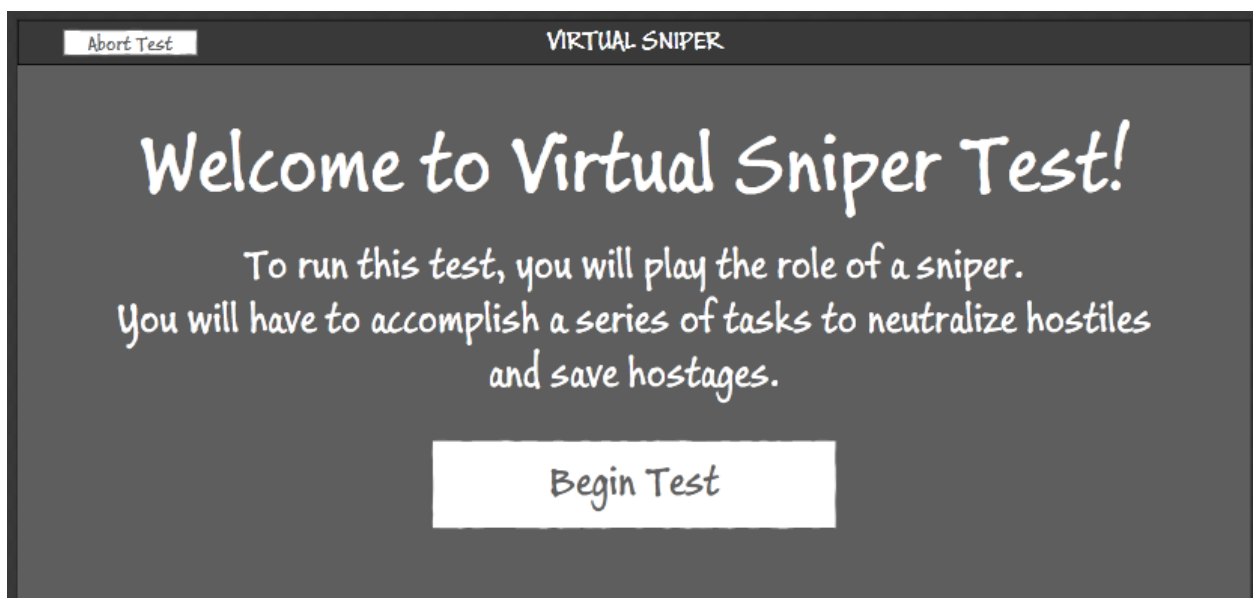 Abort Test
VIRTUAL SNIPER
Welcome to Virtual Sniper Test!
To run this test, you will play the role of a sniper.
You will have to accomplish a series of tasks to neutralize hostiles
and save hostages.
Begin Test